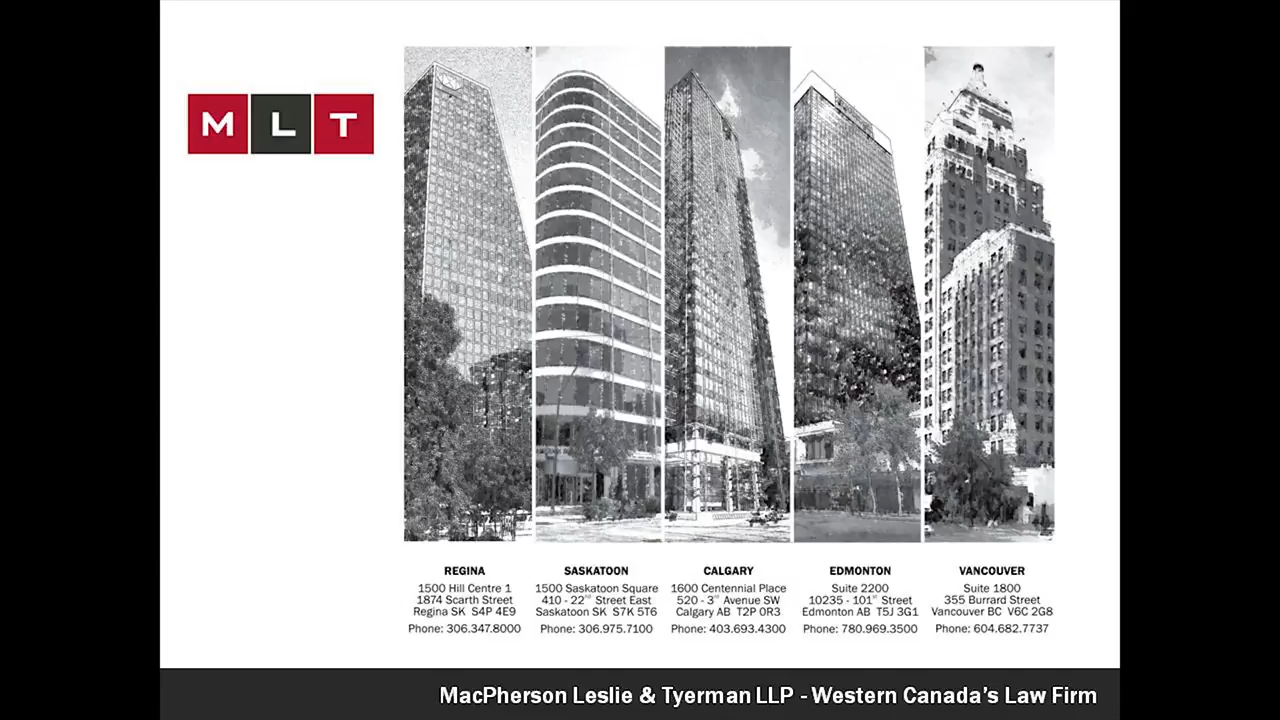 M L T
REGINA
1500 Hill Centre 1
1874 Scarth Street
Regina SK S4P 4E9
Phone: 306.347.8000
SASKATOON
1500 Saskatoon Square
410 - 22nd Street East
Saskatoon SK S7K 5T6
Phone: 306.975.7100
CALGARY
1600 Centennial Place
520 - 3rd Avenue SW
Calgary AB T2P 0R3
Phone: 403.693.4300
EDMONTON
Suite 2200
10235 - 101st Street
Edmonton AB T5J 3G1
Phone: 780.969.3500
VANCOUVER
Suite 1800
355 Burrard Street
Vancouver BC V6C 2G8
Phone: 604.682.7737
MacPherson Leslie & Tyerman LLP - Western Canada's Law Firm